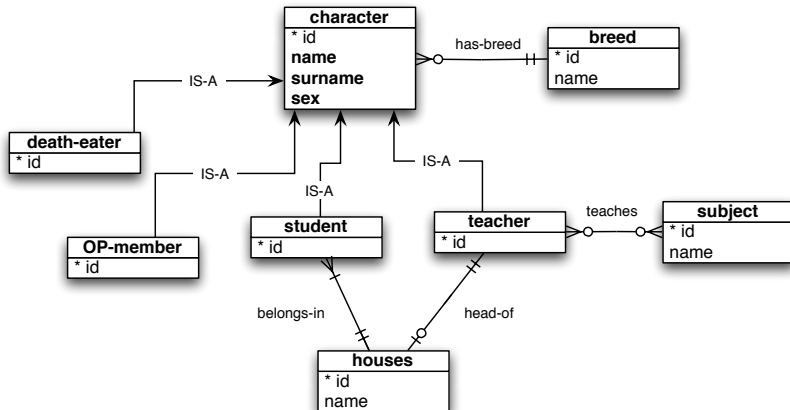 character
* id
name
surname
sex
has-breed
breed
* id
name
IS-A
death-eater
* id
IS-A
IS-A
IS-A
OP-member
* id
student
* id
teacher
* id
teaches
subject
* id
name
belongs-in
head-of
houses
* id
name